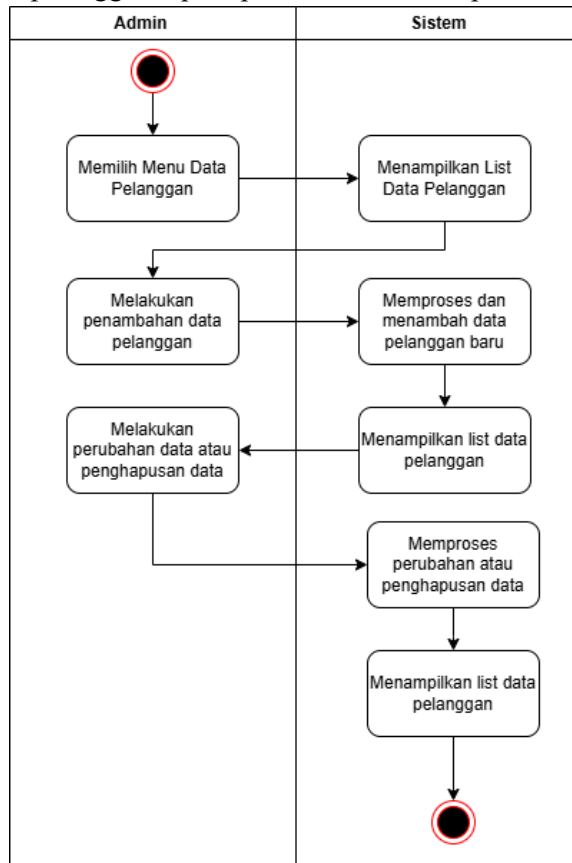 Admin
Sistem
Memilih Menu Data
Pelanggan
Menampilkan List
Data Pelanggan
Melakukan
penambahan data
pelanggan
Memproses dan
menambah data
pelanggan baru
Menampilkan list data
pelanggan
Melakukan
perubahan data atau
penghapusan data
Memproses
perubahan atau
penghapusan data
Menampilkan list data
pelanggan